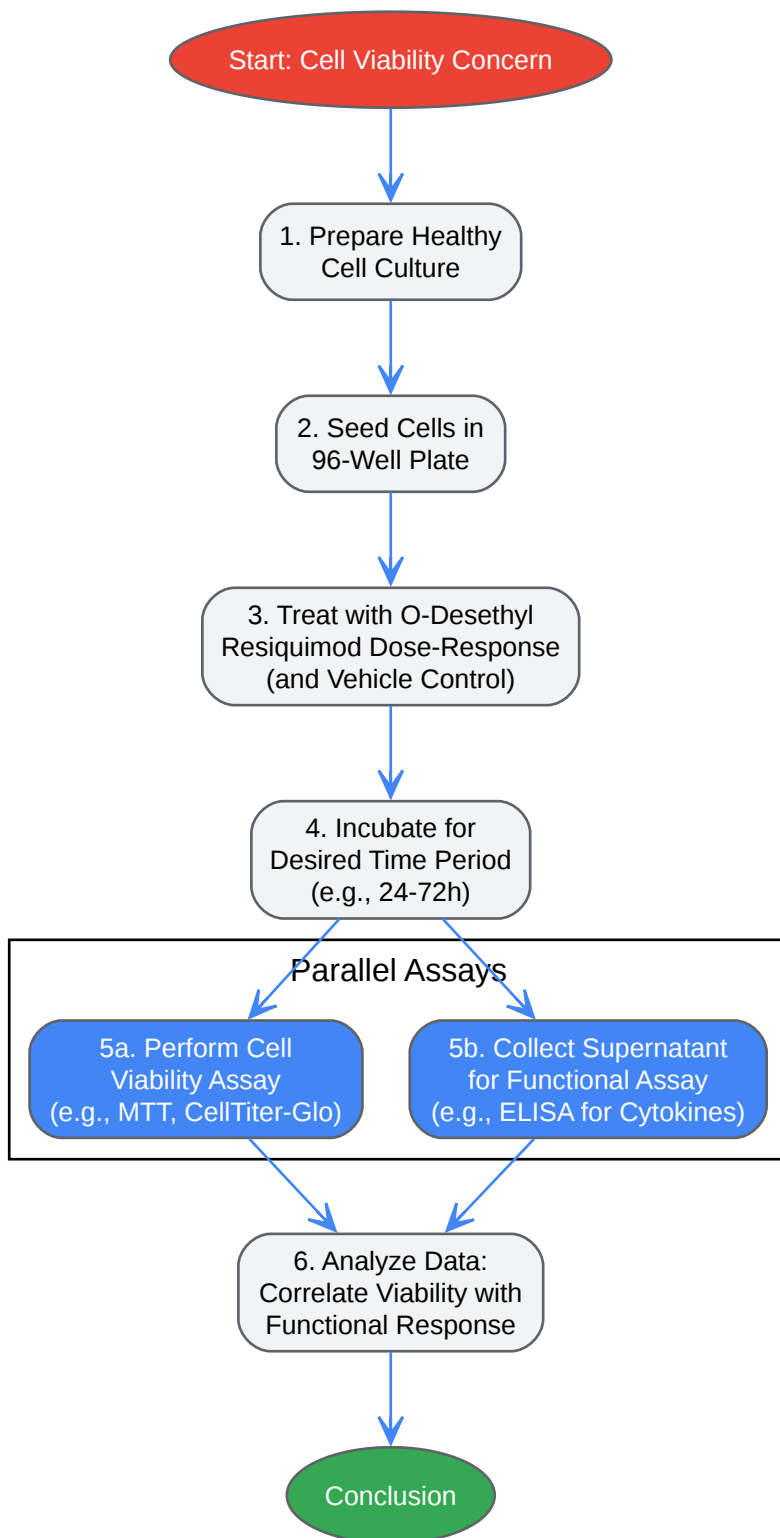 Start: Cell Viability Concern
1. Prepare Healthy
Cell Culture
2. Seed Cells in
96-Well Plate
3. Treat with O-Desethyl
Resiquimod Dose-Response
(and Vehicle Control)
4. Incubate for
Desired Time Period
(e.g., 24-72h)
Parallel Assays
5a. Perform Cell
Viability Assay
(e.g., MTT, CellTiter-Glo)
5b. Collect Supernatant
for Functional Assay
(e.g., ELISA for Cytokines)
6. Analyze Data:
Correlate Viability with
Functional Response
Conclusion